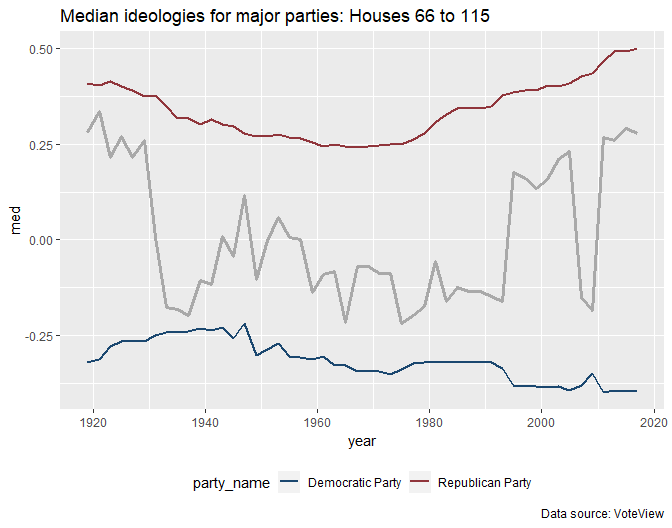 Median ideologies for major parties: Houses 66 to 115
0.50
0.25
0.00
-0.25
med
1920 1940 1960 1980 2000 2020
year
party_name Democratic Party Republican Party
Data source: VoteView